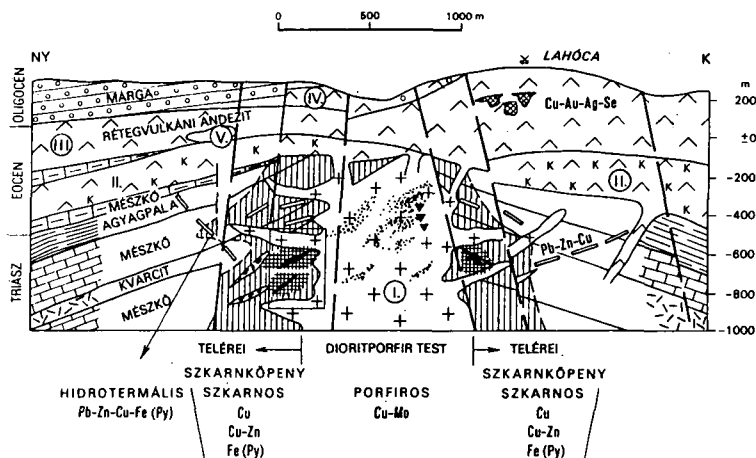 0 500 1000 m
NY
LAHÓCA
K
OLIGOCÉN
EOCÉN
TRIÁSZ
MÁRGA
IV.
Cu-Au-Ag-Se
RÉTEGVULKÁNI ANDEZIT
III
V.
K K K K
K K K K
K K K K
II.
II.
K
MÉSZKŐ
AGYAGPALA
MÉSZKŐ
KVARCIT
MÉSZKŐ
I.
Pb-Zn-Cu
m
200
±0
-200
-400
-600
-800
-1000
TELÉREI
DIORITPORFIR TEST
TELÉREI
SZKARNKÖPENY
SZKARNKÖPENY
HIDROTERMÁLIS
SZKARNOS
PORFIROS
SZKARNOS
Pb-Zn-Cu-Fe (Py)
Cu
Cu-Mo
Cu
Cu-Zn
Cu-Zn
Fe (Py)
Fe (Py)